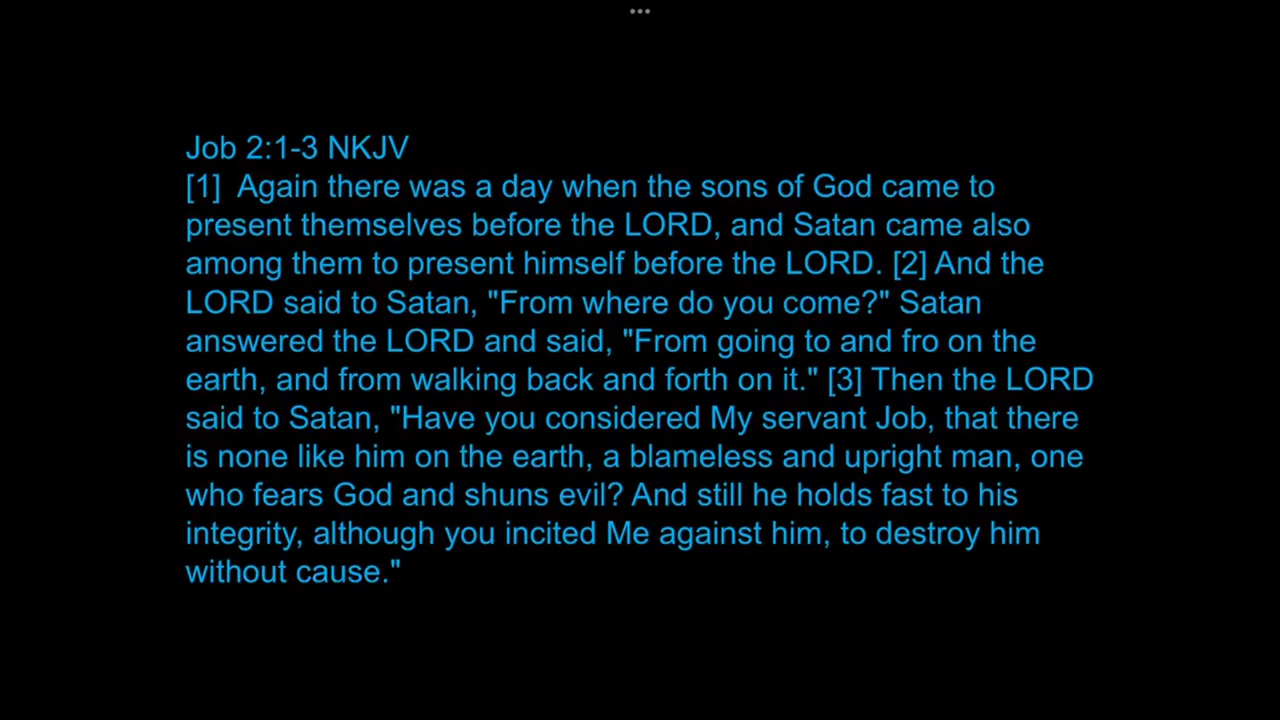 Job 2:1-3 NKJV
[1]  Again there was a day when the sons of God came to
present themselves before the LORD, and Satan came also
among them to present himself before the LORD. [2] And the
LORD said to Satan, "From where do you come?" Satan
answered the LORD and said, "From going to and fro on the
earth, and from walking back and forth on it." [3] Then the LORD
said to Satan, "Have you considered My servant Job, that there
is none like him on the earth, a blameless and upright man, one
who fears God and shuns evil? And still he holds fast to his
integrity, although you incited Me against him, to destroy him
without cause."